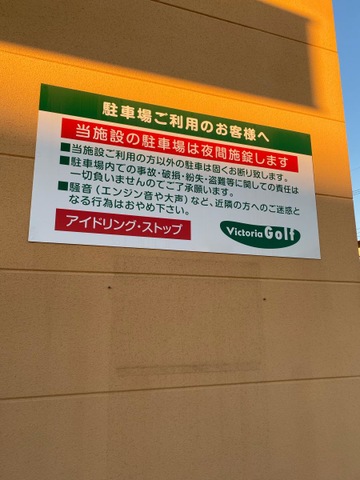 駐車場ご利用のお客様へ
当施設の駐車場は夜間施錠します
■当施設ご利用の方以外の駐車は固くお断り致します。
■駐車場内での事故・破損・紛失・盗難等に関しての責任は
一切負いませんのでご了承願います。
■騒音（エンジン音や大声）など、近隣の方へのご迷惑と
なる行為はおやめ下さい。
アイドリング・ストップ
Victoria Golf